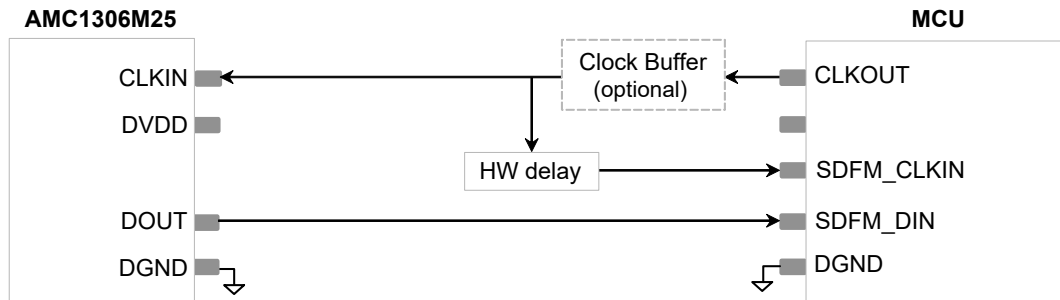 AMC1306M25
MCU
CLKIN
Clock Buffer
(optional)
CLKOUT
DVDD
HW delay
SDFM_CLKIN
DOUT
SDFM_DIN
DGND
DGND